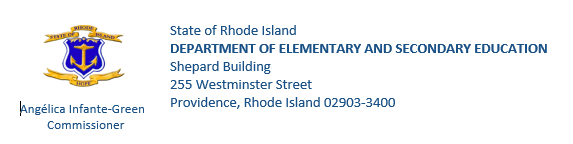 STATE OF RHODE ISLAND
HOPE
Angélica Infante-Green
Commissioner
State of Rhode Island
DEPARTMENT OF ELEMENTARY AND SECONDARY EDUCATION
Shepard Building
255 Westminster Street
Providence, Rhode Island 02903-3400